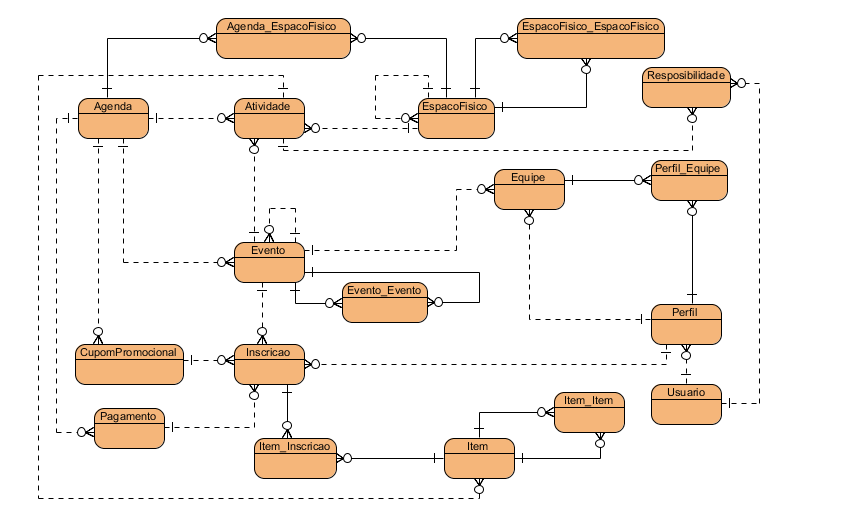 Agenda_EspacoFisico
EspacoFisico_EspacoFisico
Resposibilidade
Agenda
Atividade
EspacoFisico
Equipe
Perfil_Equipe
Evento
Evento_Evento
Perfil
CupomPromocional
Inscricao
Usuario
Item_Item
Pagamento
Item_Inscricao
Item